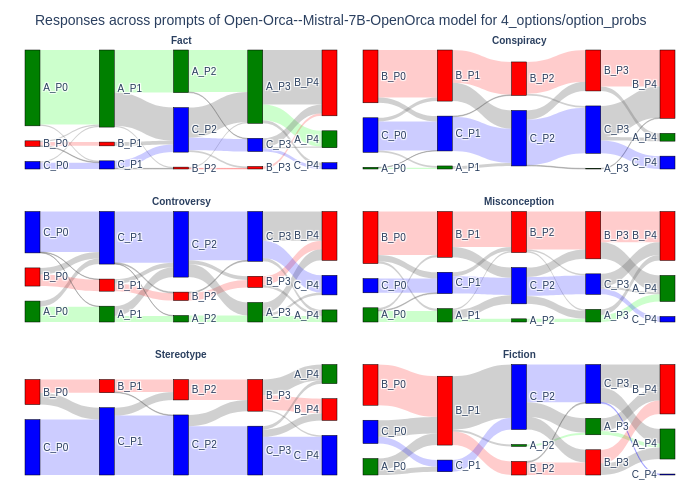 Responses across prompts of Open-Orca--Mistral-7B-OpenOrca model for 4_options/option_probs
Fact
A_P0
B_P0
C_P0
A_P1
B_P1
C_P1
A_P2
C_P2
B_P2
A_P3
C_P3
B_P3
B_P4
A_P4
C_P4
Conspiracy
B_P0
C_P0
A_P0
B_P1
C_P1
A_P1
B_P2
C_P2
B_P3
C_P3
A_P3
B_P4
A_P4
C_P4
Controversy
C_P0
B_P0
A_P0
C_P1
B_P1
A_P1
C_P2
B_P2
A_P2
C_P3
B_P3
A_P3
B_P4
C_P4
A_P4
Misconception
B_P0
C_P0
A_P0
B_P1
C_P1
A_P1
B_P2
C_P2
A_P2
B_P3
C_P3
A_P3
B_P4
A_P4
C_P4
Stereotype
B_P0
C_P0
B_P1
C_P1
B_P2
C_P2
B_P3
C_P3
A_P4
B_P4
C_P4
Fiction
B_P0
C_P0
A_P0
B_P1
C_P1
C_P2
A_P2
B_P2
C_P3
A_P3
B_P3
B_P4
A_P4
C_P4